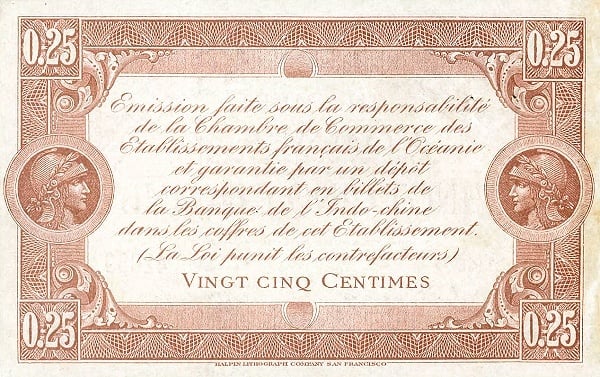 0.25 0.25
Emission faite sous la responsabilité
de la Chambre de Commerce des
Etablissements français de l'Océanie
et garantie par un dépôt
correspondant en billets de
la Banque de l'Indo-chine
dans les coffres de cet Etablissement.
(La Loi punit les contrefacteurs)
VINGT CINQ CENTIMES
0.25 0.25
HALPIN LITHOGRAPH COMPANY SAN FRANCISCO